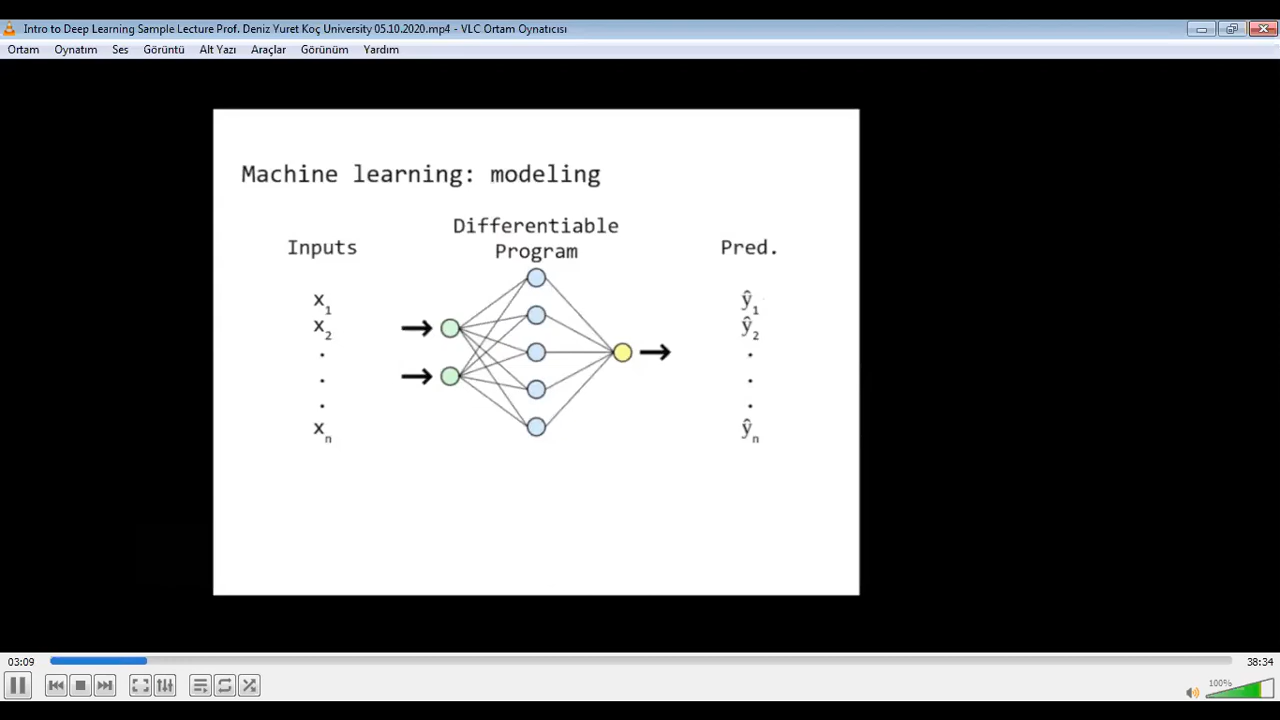 Intro to Deep Learning Sample Lecture Prof. Deniz Yuret Koç University 05.10.2020.mp4 - VLC Ortam Oynatıcısı
Ortam Oynatım Ses Görüntü Alt Yazı Araçlar Görünüm Yardım
Machine learning: modeling
Differentiable
Inputs Program Pred.
x1 ŷ1
x2 ŷ2
. .
. .
. .
xn ŷn
03:09 38:34
100%